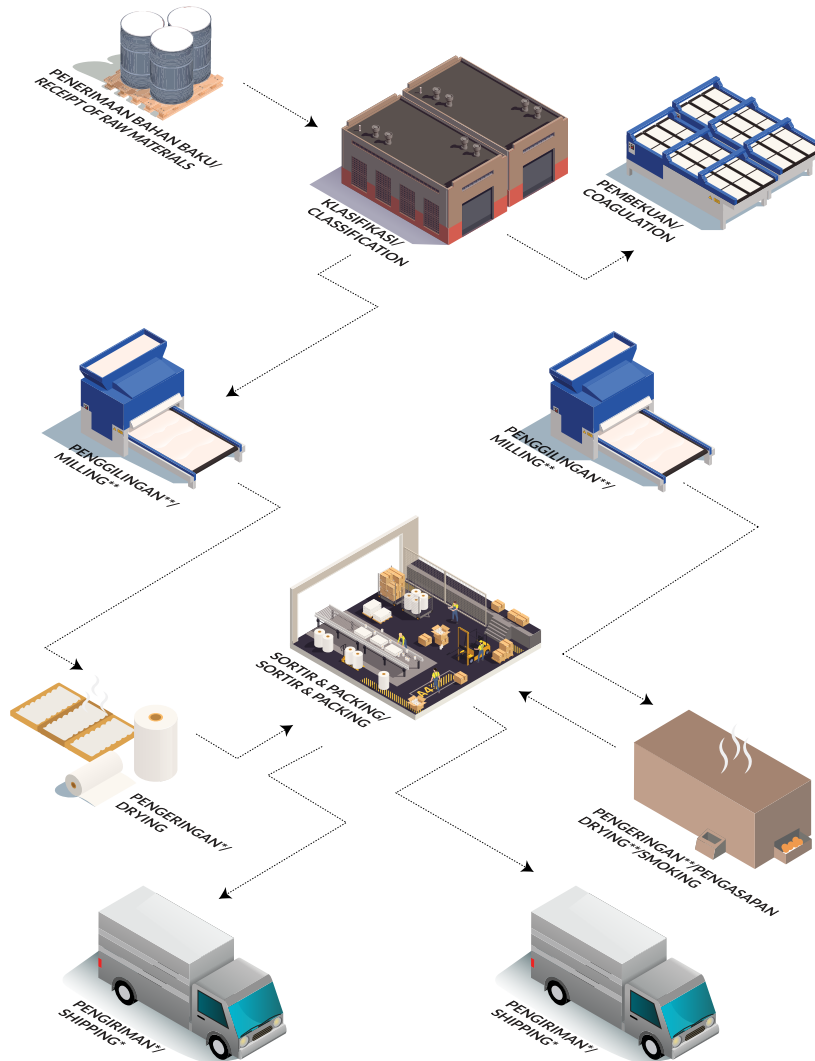 PENERIMAAN BAHAN BAKU/
RECEIPT OF RAW MATERIALS
KLASIFIKASI/
CLASSIFICATION
PEMBEKUAN/
COAGULATION
PENGGILINGAN**/
MILLING**
PENGGILINGAN**/
MILLING**
SORTIR & PACKING/
SORTIR & PACKING
A4
PENGERINGAN*/
DRYING
PENGERINGAN**/PENGASAPAN
DRYING**/SMOKING
PENGIRIMAN*/
SHIPPING*
PENGIRIMAN*/
SHIPPING*